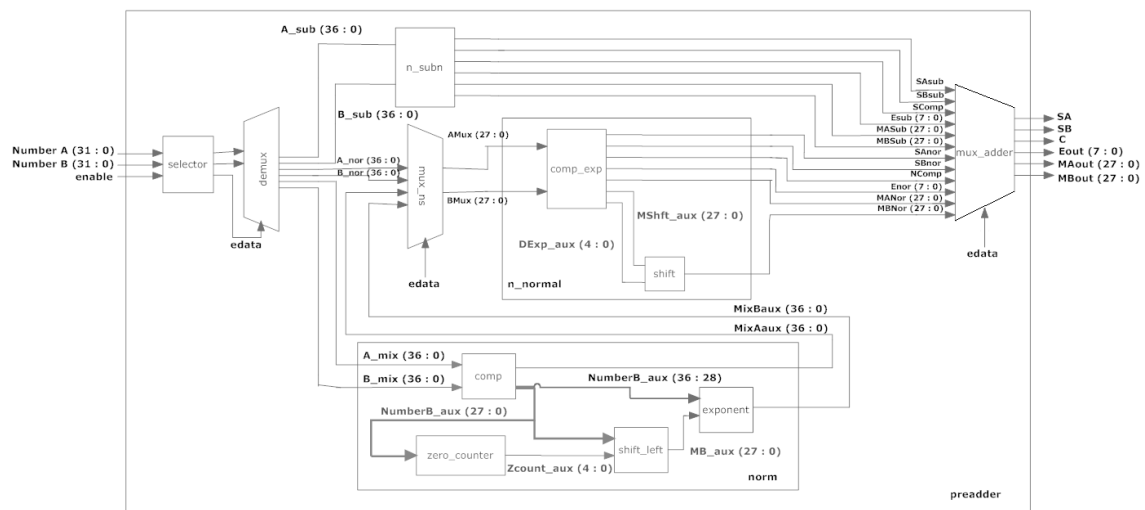 A_sub (36 : 0)
n_subn
B_sub (36 : 0)
SAsub
SBsub
SComp
Esub (7 : 0)
MASub (27 : 0)
MBSub (27 : 0)
SAnor
SBnor
NComp
Enor (7 : 0)
MANor (27 : 0)
MBNor (27 : 0)
mux_adder
edata
SA
SB
C
Eout (7 : 0)
MAout (27 : 0)
MBout (27 : 0)
Number A (31 : 0)
Number B (31 : 0)
enable
selector
demux
edata
A_nor (36 : 0)
B_nor (36 : 0)
mux_ns
edata
AMux (27 : 0)
BMux (27 : 0)
comp_exp
MShft_aux (27 : 0)
DExp_aux (4 : 0)
shift
n_normal
MixBaux (36 : 0)
MixAaux (36 : 0)
A_mix (36 : 0)
B_mix (36 : 0)
comp
NumberB_aux (36 : 28)
exponent
NumberB_aux (27 : 0)
zero_counter
shift_left
MB_aux (27 : 0)
Zcount_aux (4 : 0)
norm
preadder